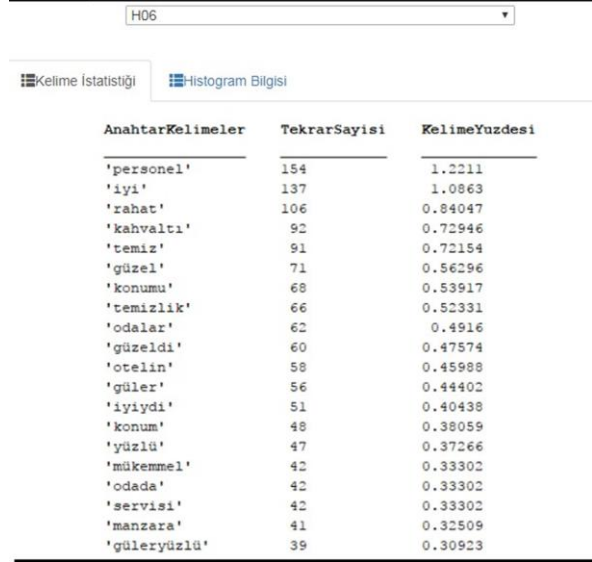 H06
Kelime İstatistiği Histogram Bilgisi
AnahtarKelimeler TekrarSayisi KelimeYuzdesi
'personel' 154 1.2211
'iyi' 137 1.0863
'rahat' 106 0.84047
'kahvaltı' 92 0.72946
'temiz' 91 0.72154
'güzel' 71 0.56296
'konumu' 68 0.53917
'temizlik' 66 0.52331
'odalar' 62 0.4916
'güzeldi' 60 0.47574
'otelin' 58 0.45988
'güler' 56 0.44402
'iyiydi' 51 0.40438
'konum' 48 0.38059
'yüzlü' 47 0.37266
'mükemmel' 42 0.33302
'odada' 42 0.33302
'servisi' 42 0.33302
'manzara' 41 0.32509
'güleryüzlü' 39 0.30923